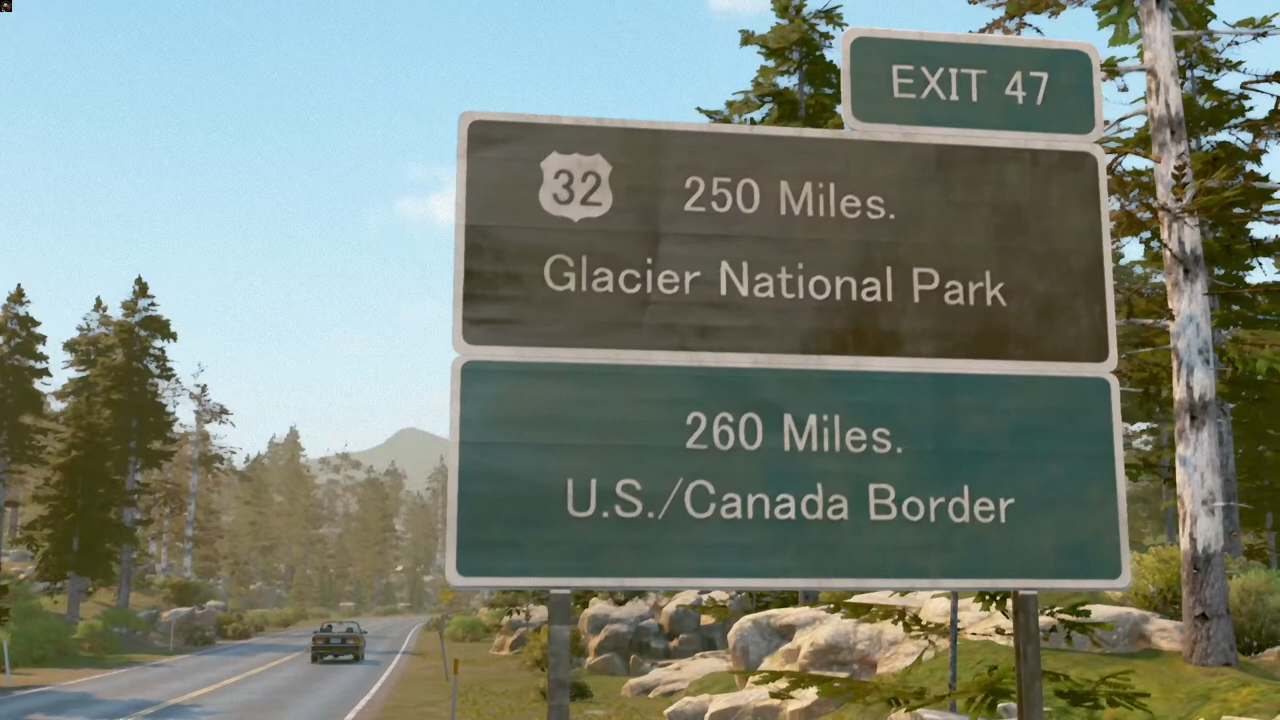 EXIT 47
32 250 Miles.
Glacier National Park
260 Miles.
U.S./Canada Border